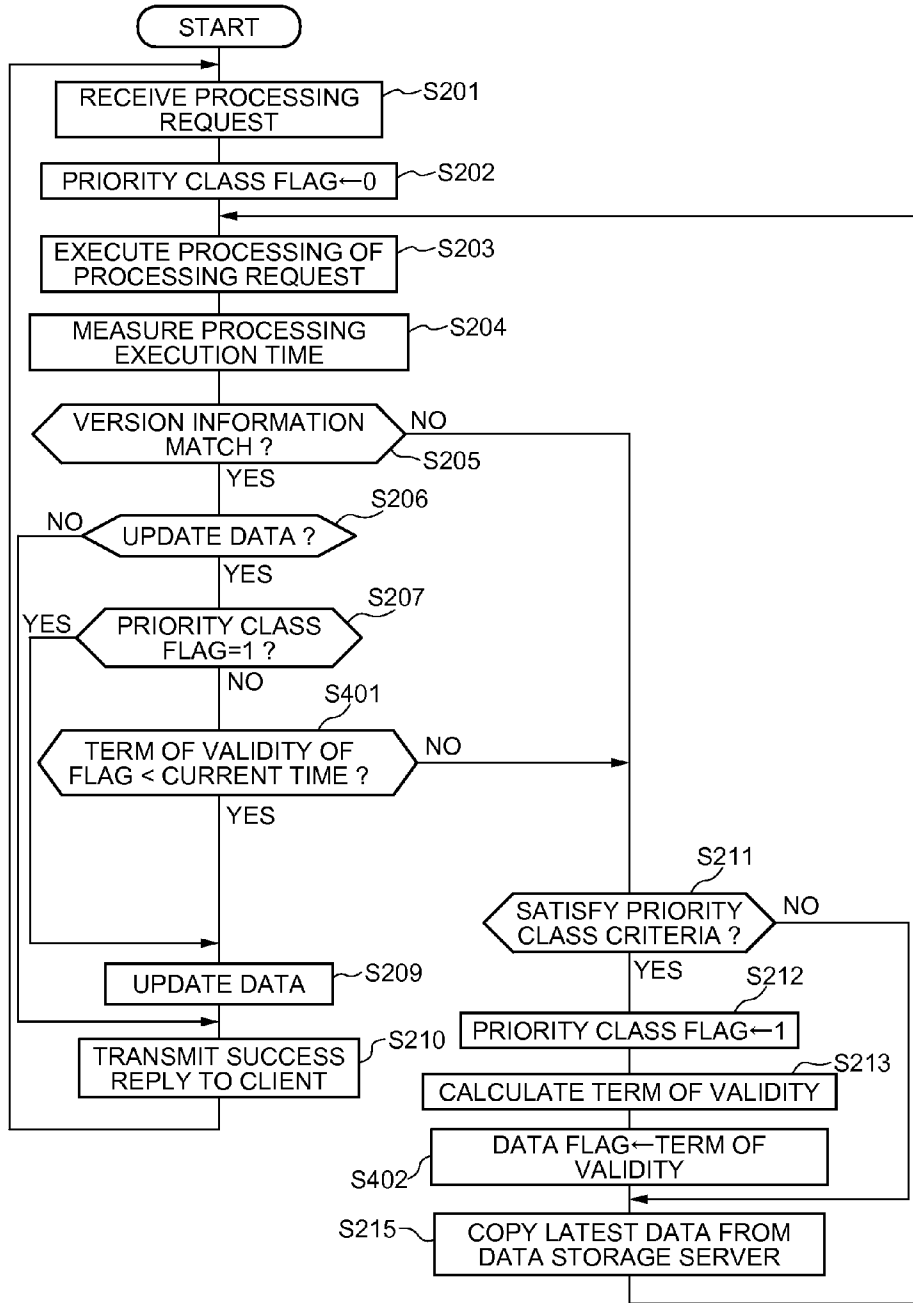 START
RECEIVE PROCESSING
REQUEST
S201
PRIORITY CLASS FLAG←0
S202
EXECUTE PROCESSING OF
PROCESSING REQUEST
S203
MEASURE PROCESSING
EXECUTION TIME
S204
VERSION INFORMATION
MATCH ?
NO
S205
YES
S206
NO
UPDATE DATA ?
YES
S207
YES
PRIORITY CLASS
FLAG=1 ?
NO
S401
TERM OF VALIDITY OF
FLAG < CURRENT TIME ?
NO
YES
UPDATE DATA
S209
TRANSMIT SUCCESS
REPLY TO CLIENT
S210
S211
SATISFY PRIORITY
CLASS CRITERIA ?
NO
YES
S212
PRIORITY CLASS FLAG←1
S213
CALCULATE TERM OF VALIDITY
DATA FLAG←TERM OF
VALIDITY
S402
S215
COPY LATEST DATA FROM
DATA STORAGE SERVER